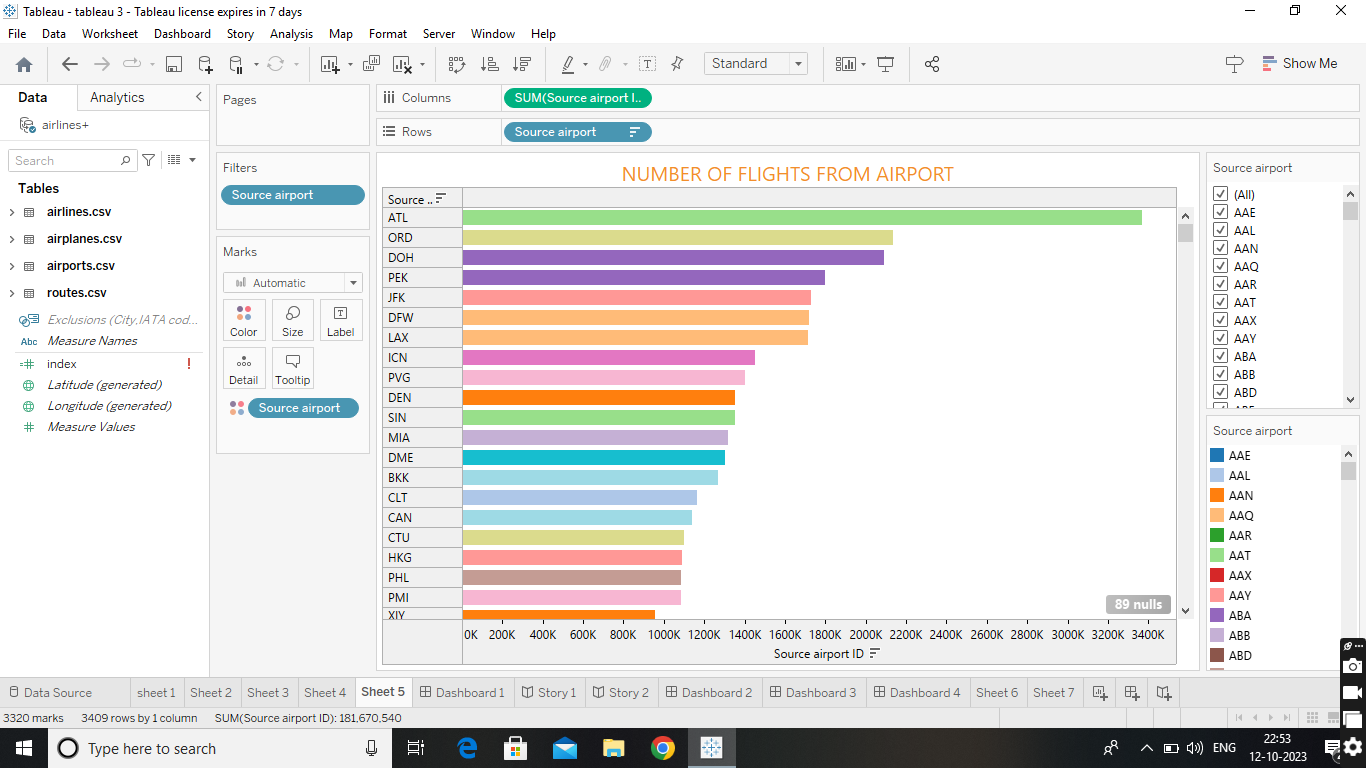 Tableau - tableau 3 - Tableau license expires in 7 days
File Data Worksheet Dashboard Story Analysis Map Format Server Window Help
Standard
Show Me
Data
Analytics
airlines+
Search
Tables
airlines.csv
airplanes.csv
airports.csv
routes.csv
Exclusions (City,IATA cod...
Abc Measure Names
index !
Latitude (generated)
Longitude (generated)
Measure Values
Pages
Filters
Source airport
Marks
Automatic
Color Size Label
Detail Tooltip
Source airport
Columns SUM(Source airport I..
Rows Source airport
NUMBER OF FLIGHTS FROM AIRPORT
Source ..
ATL
ORD
DOH
PEK
JFK
DFW
LAX
ICN
PVG
DEN
SIN
MIA
DME
BKK
CLT
CAN
CTU
HKG
PHL
PMI
XIY
89 nulls
0K 200K 400K 600K 800K 1000K 1200K 1400K 1600K 1800K 2000K 2200K 2400K 2600K 2800K 3000K 3200K 3400K
Source airport ID
Source airport
(All)
AAE
AAL
AAN
AAQ
AAR
AAT
AAX
AAY
ABA
ABB
ABD
Source airport
AAE
AAL
AAN
AAQ
AAR
AAT
AAX
AAY
ABA
ABB
ABD
Data Source sheet 1 Sheet 2 Sheet 3 Sheet 4 Sheet 5 Dashboard 1 Story 1 Story 2 Dashboard 2 Dashboard 3 Dashboard 4 Sheet 6 Sheet 7
3320 marks 3409 rows by 1 column SUM(Source airport ID): 181,670,540
Type here to search
ENG
22:53
12-10-2023